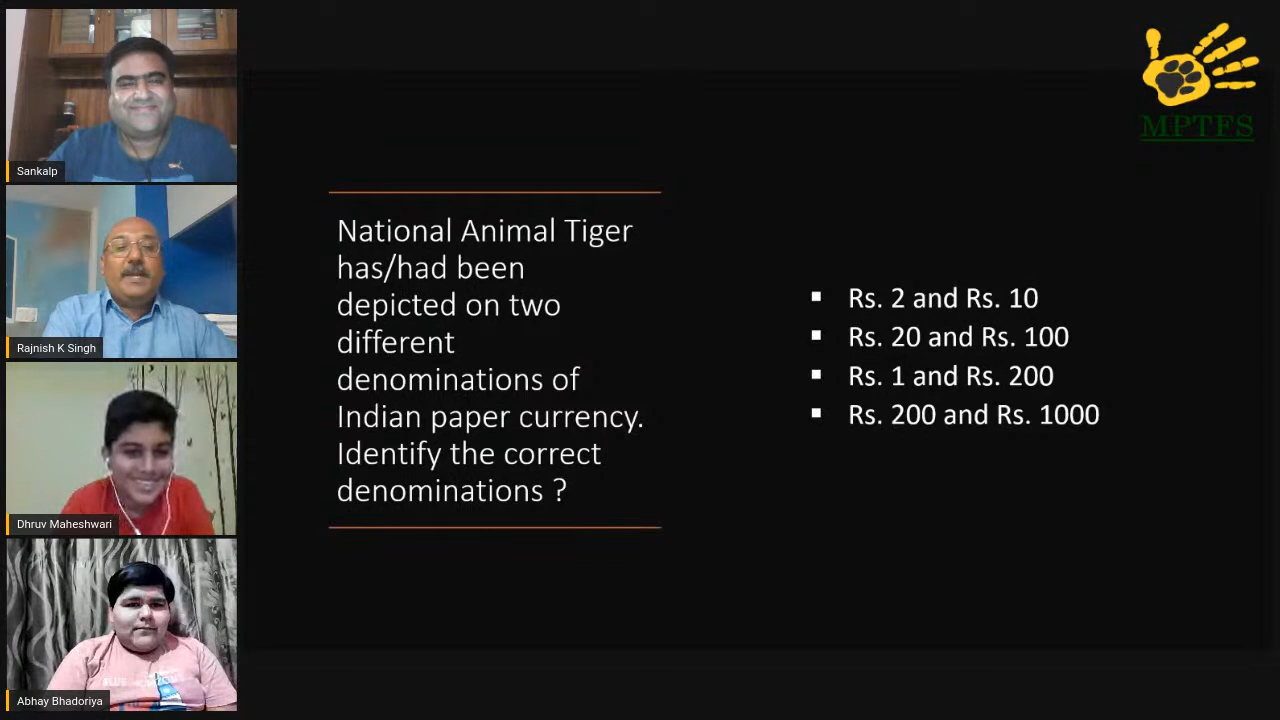 Sankalp
Rajnish K Singh
Dhruv Maheshwari
Abhay Bhadoriya
National Animal Tiger
has/had been
depicted on two
different
denominations of
Indian paper currency.
Identify the correct
denominations ?
Rs. 2 and Rs. 10
Rs. 20 and Rs. 100
Rs. 1 and Rs. 200
Rs. 200 and Rs. 1000
MPTFS